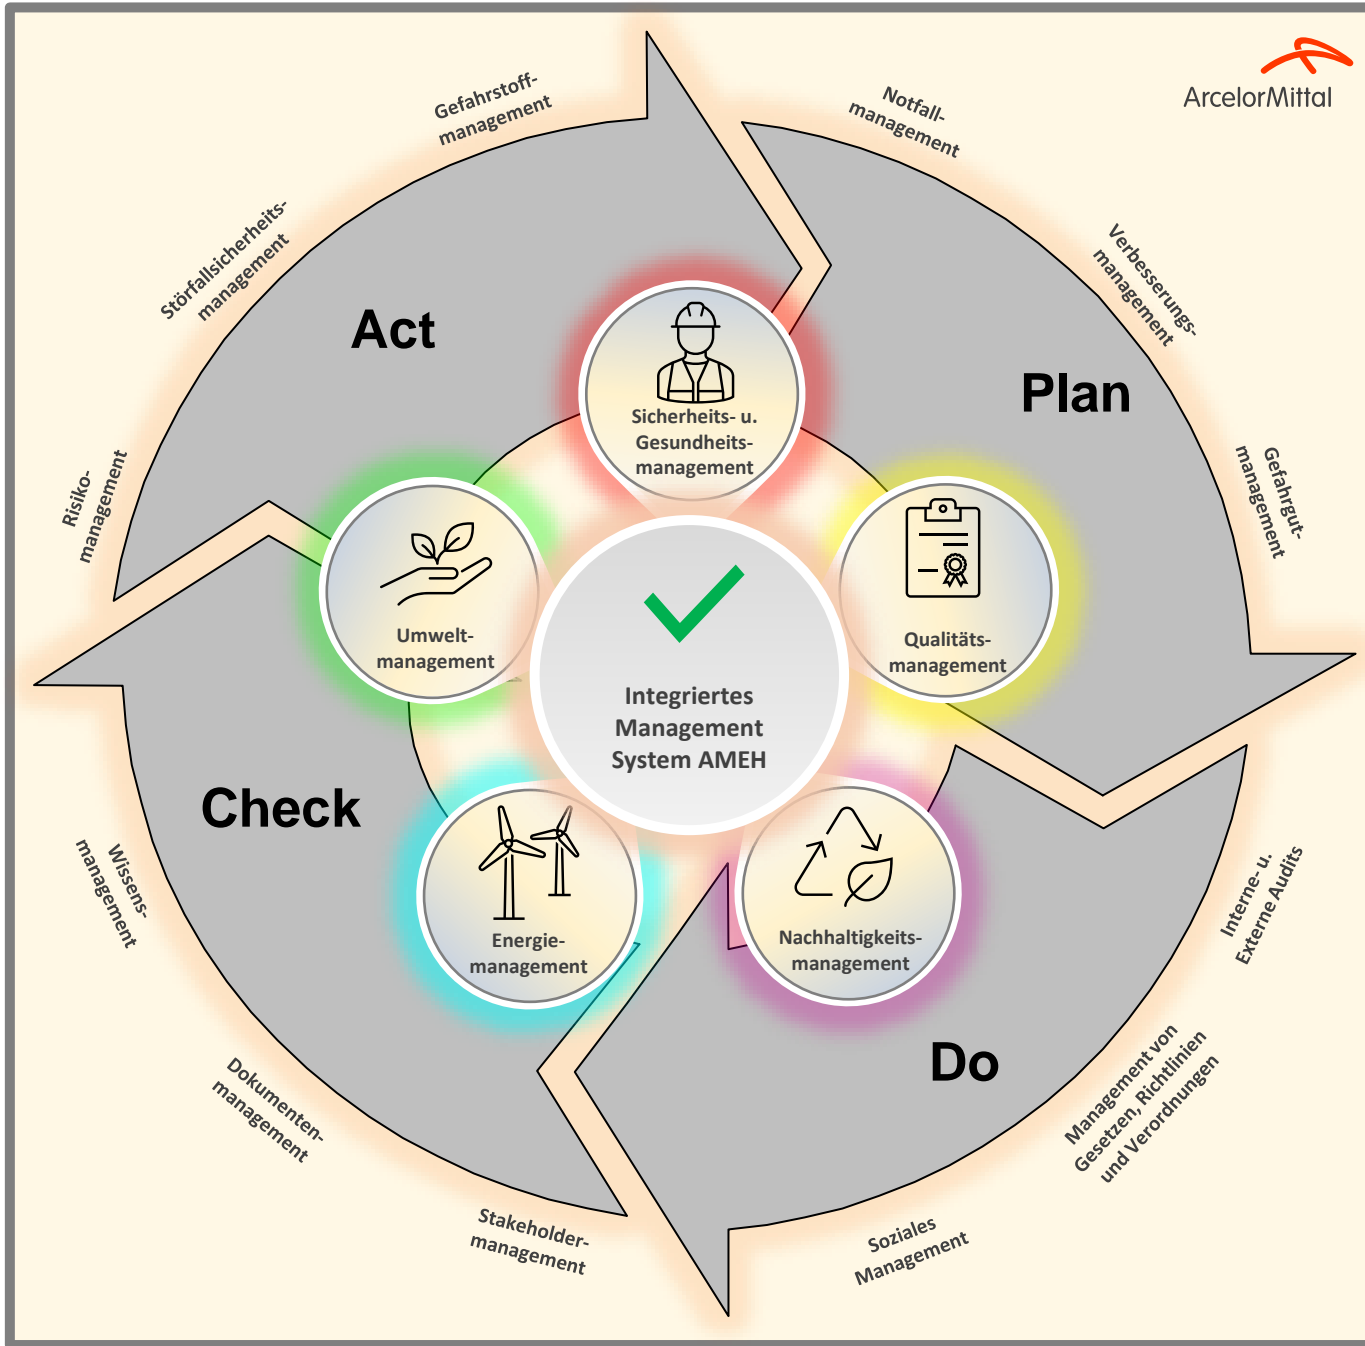 ArcelorMittal
Gefahrstoff-
management
Notfall-
management
Störfallsicherheits-
management
Verbesserungs-
management
Act
Plan
Sicherheits- u.
Gesundheits-
management
Risiko-
management
Gefahrgut-
management
Umwelt-
management
Qualitäts-
management
Integriertes
Management
System AMEH
Check
Wissens-
management
Interne- u.
Externe Audits
Energie-
management
Nachhaltigkeits-
management
Do
Dokumenten-
management
Management von
Gesetzen, Richtlinien
und Verordnungen
Stakeholder-
management
Soziales
Management